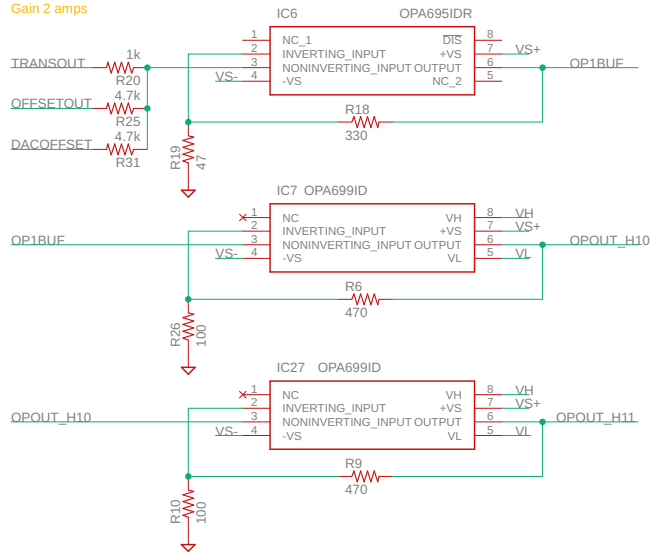 Gain 2 amps
IC6 OPA695IDR
1 NC_1 DIS 8
2 INVERTING_INPUT +VS 7 VS+
TRANSOUT 1k R20 3 NONINVERTING_INPUT OUTPUT 6 OP1BUF
VS- 4 -VS NC_2 5
OFFSETOUT 4.7k R25
R18
330
DACOFFSET 4.7k R31
R19 47
IC7 OPA699ID
1 NC VH 8 VH
2 INVERTING_INPUT +VS 7 VS+
OP1BUF 3 NONINVERTING_INPUT OUTPUT 6 OPOUT_H10
VS- 4 -VS VL 5 VL
R6
470
R26 100
IC27 OPA699ID
1 NC VH 8 VH
2 INVERTING_INPUT +VS 7 VS+
OPOUT_H10 3 NONINVERTING_INPUT OUTPUT 6 OPOUT_H11
VS- 4 -VS VL 5 VL
R9
470
R10 100